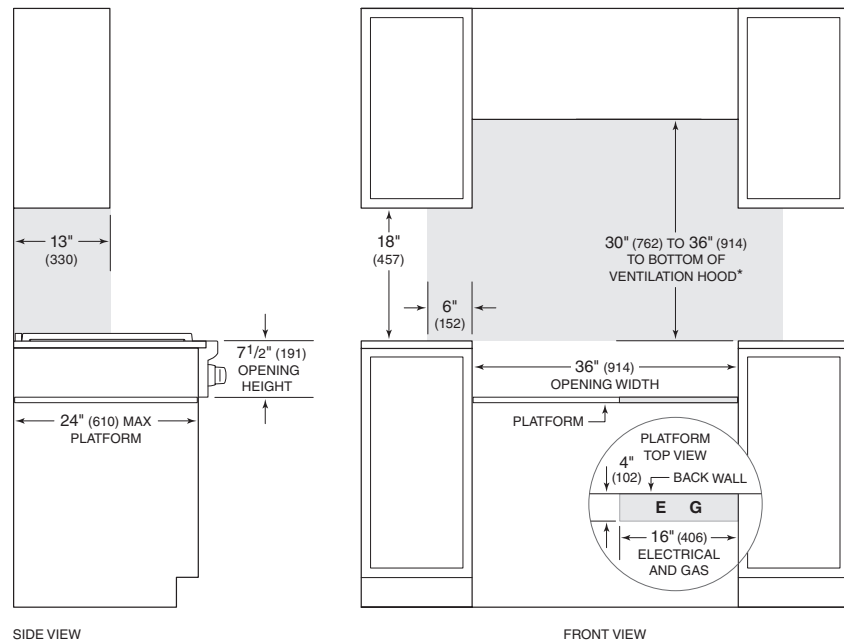 13"
(330)
7 1/2" (191)
OPENING
HEIGHT
24" (610) MAX
PLATFORM
SIDE VIEW
18"
(457)
30" (762) TO 36" (914)
TO BOTTOM OF
VENTILATION HOOD*
6"
(152)
36" (914)
OPENING WIDTH
PLATFORM
PLATFORM
TOP VIEW
4"
(102)
BACK WALL
E G
16" (406)
ELECTRICAL
AND GAS
FRONT VIEW